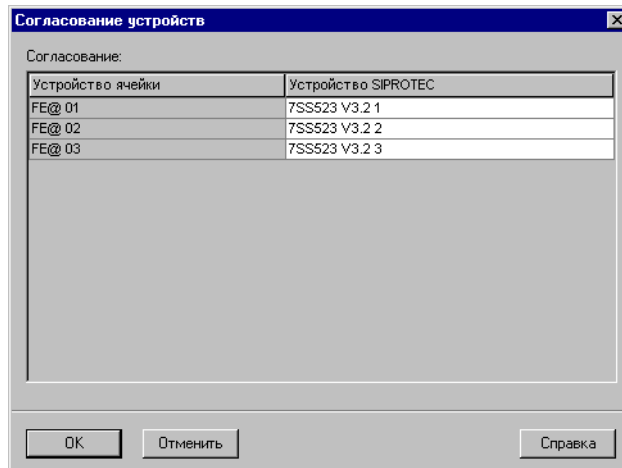 Согласование устройств
Согласование:
Устройство ячейки Устройство SIPROTEC
FE@ 01 7SS523 V3.2 1
FE@ 02 7SS523 V3.2 2
FE@ 03 7SS523 V3.2 3
OK Отменить Справка